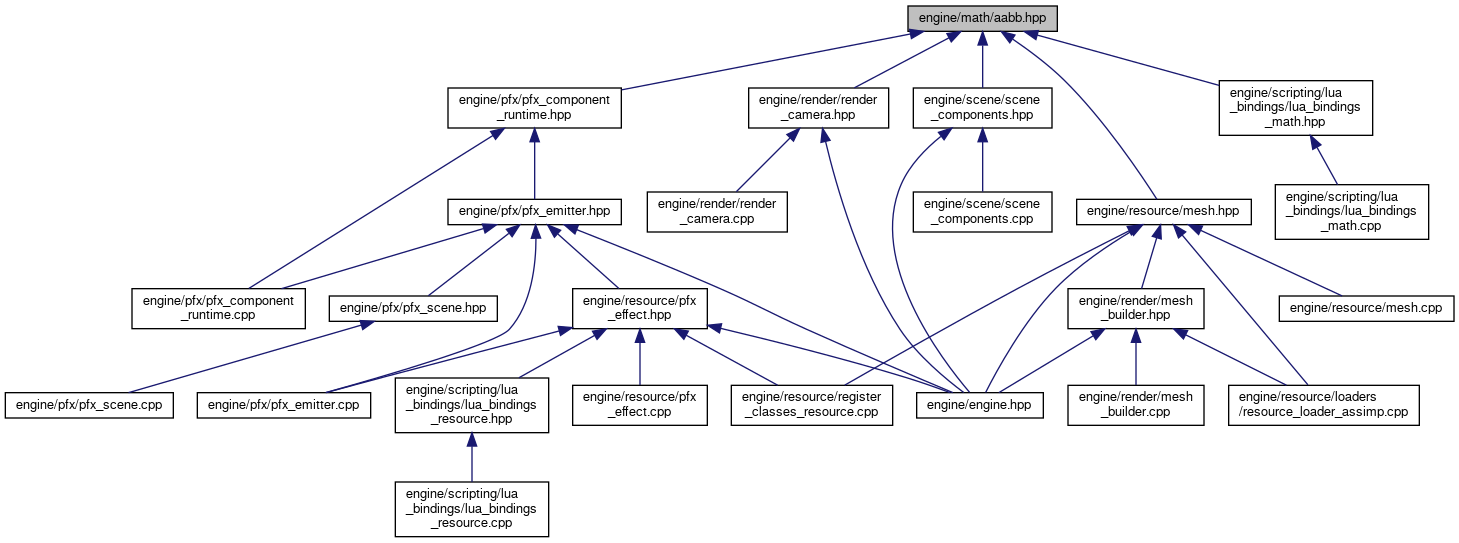 engine/math/aabb.hpp
engine/pfx/pfx_component
_runtime.hpp
engine/render/render
_camera.hpp
engine/scene/scene
_components.hpp
engine/scripting/lua
_bindings/lua_bindings
_math.hpp
engine/render/render
_camera.cpp
engine/scene/scene
_components.cpp
engine/scripting/lua
_bindings/lua_bindings
_math.cpp
engine/pfx/pfx_emitter.hpp
engine/resource/mesh.hpp
engine/pfx/pfx_component
_runtime.cpp
engine/pfx/pfx_scene.hpp
engine/resource/pfx
_effect.hpp
engine/render/mesh
_builder.hpp
engine/resource/mesh.cpp
engine/pfx/pfx_scene.cpp
engine/pfx/pfx_emitter.cpp
engine/scripting/lua
_bindings/lua_bindings
_resource.hpp
engine/resource/pfx
_effect.cpp
engine/resource/register
_classes_resource.cpp
engine/engine.hpp
engine/render/mesh
_builder.cpp
engine/resource/loaders
/resource_loader_assimp.cpp
engine/scripting/lua
_bindings/lua_bindings
_resource.cpp